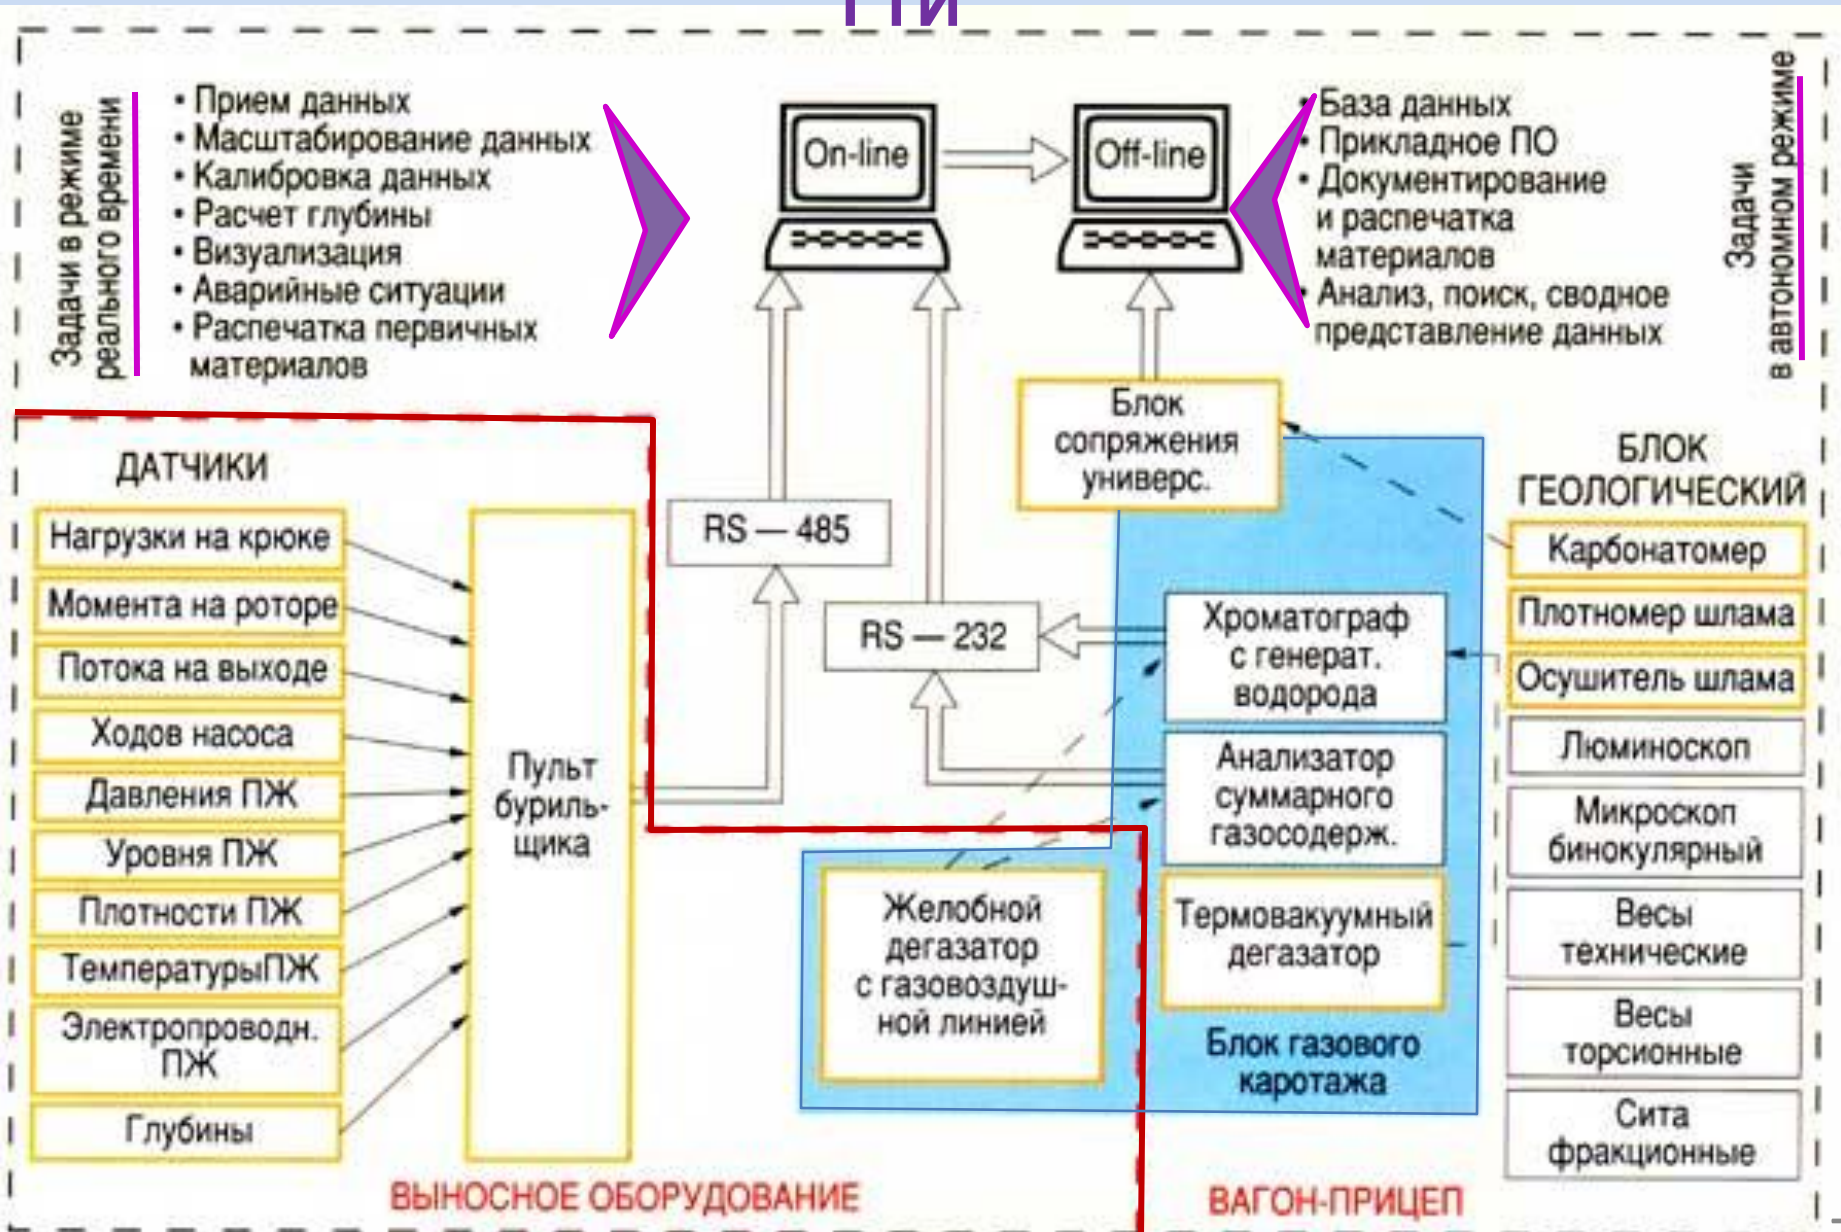 ГТИ
Задачи в режиме
реального времени
• Прием данных
• Масштабирование данных
• Калибровка данных
• Расчет глубины
• Визуализация
• Аварийные ситуации
• Распечатка первичных
материалов
On-line
Off-line
• База данных
• Прикладное ПО
• Документирование
и распечатка
материалов
• Анализ, поиск, сводное
представление данных
Задачи
в автономном режиме
ДАТЧИКИ
Нагрузки на крюке
Момента на роторе
Потока на выходе
Ходов насоса
Давления ПЖ
Уровня ПЖ
Плотности ПЖ
ТемпературыПЖ
Электропроводн.
ПЖ
Глубины
Пульт
буриль-
щика
RS — 485
RS — 232
Блок
сопряжения
универс.
Хроматограф
с генерат.
водорода
Анализатор
суммарного
газосодерж.
Желобной
дегазатор
с газовоздуш-
ной линией
Термовакуумный
дегазатор
Блок газового
каротажа
БЛОК
ГЕОЛОГИЧЕСКИЙ
Карбонатомер
Плотномер шлама
Осушитель шлама
Люминоскоп
Микроскоп
бинокулярный
Весы
технические
Весы
торсионные
Сита
фракционные
ВЫНОСНОЕ ОБОРУДОВАНИЕ
ВАГОН-ПРИЦЕП